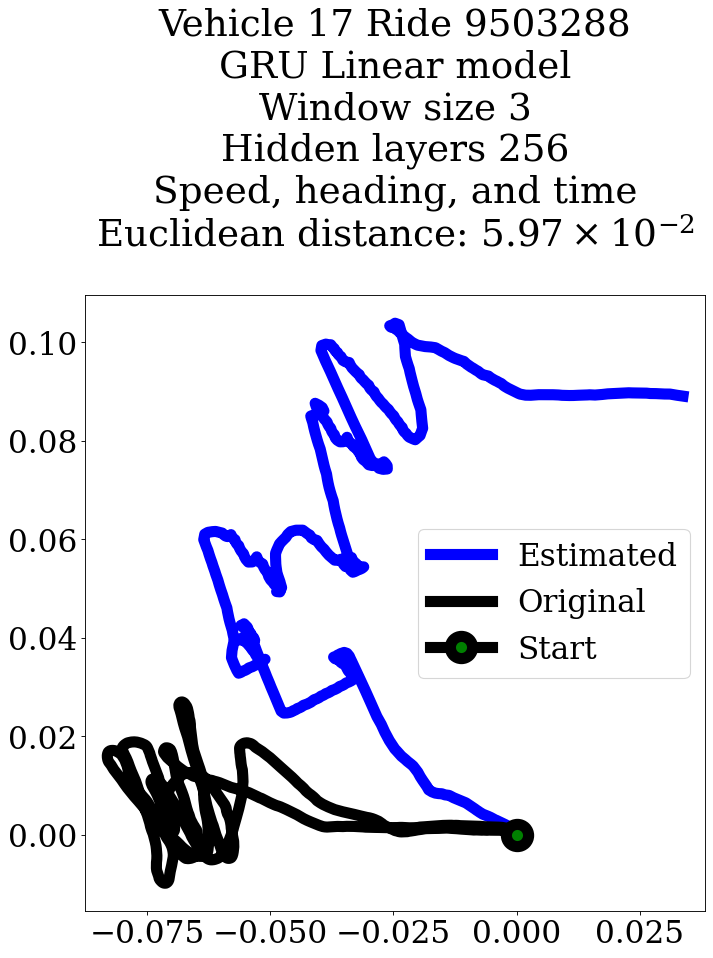 Vehicle 17 Ride 9503288
GRU Linear model
Window size 3
Hidden layers 256
Speed, heading, and time
Euclidean distance: 5.97 × 10⁻²
0.10
0.08
0.06
0.04
0.02
0.00
Estimated
Original
Start
−0.075 −0.050 −0.025 0.000 0.025